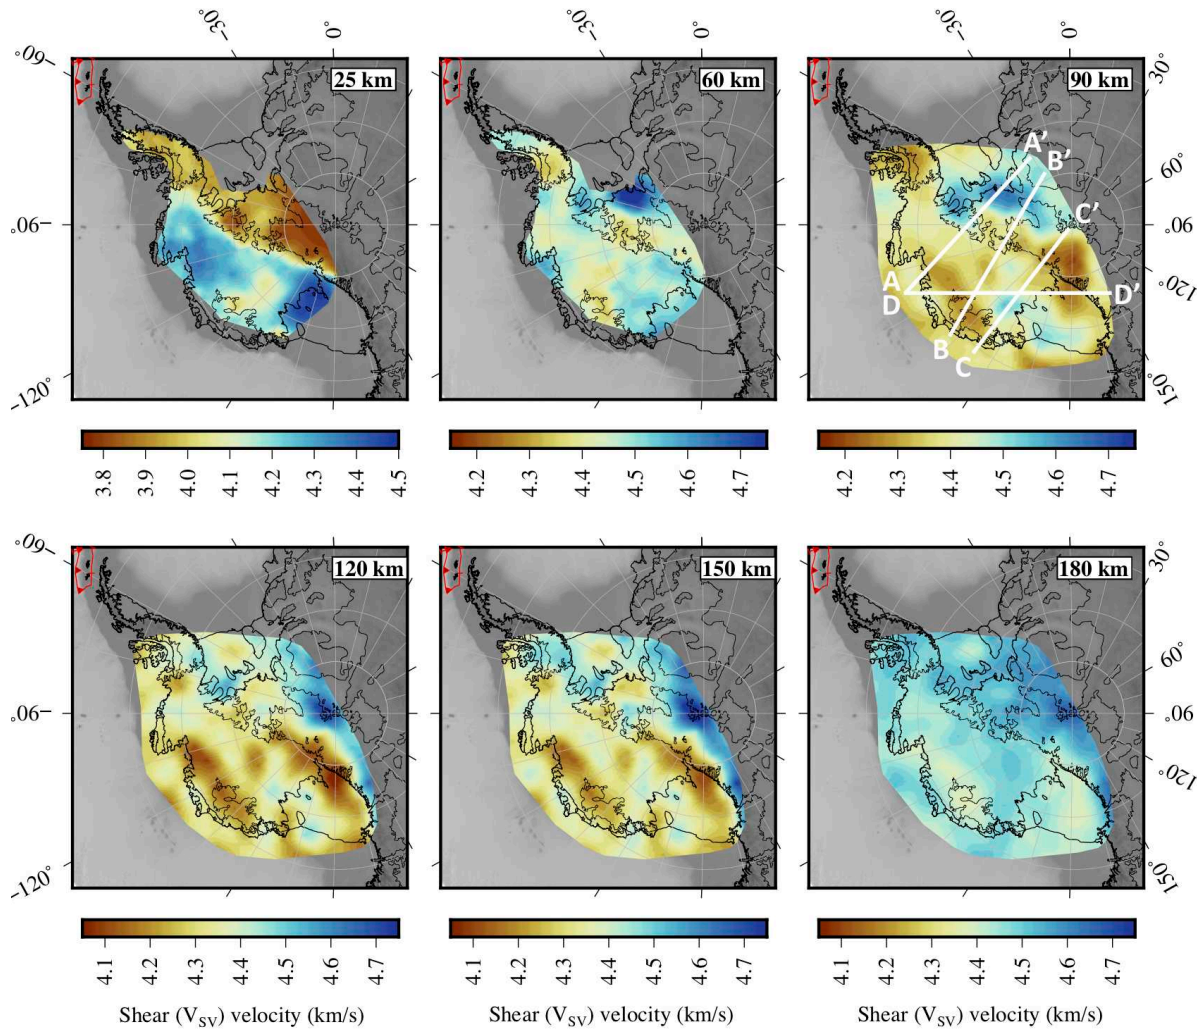 −30°
0°
−30°
0°
−30°
0°
30°
−60°
25 km
60 km
90 km
A’
B’
60°
C’
−90°
90°
A
D
D’
120°
B
C
−120°
150°
3.8 3.9 4.0 4.1 4.2 4.3 4.4 4.5
4.2 4.3 4.4 4.5 4.6 4.7
4.2 4.3 4.4 4.5 4.6 4.7
−60°
120 km
150 km
180 km
30°
60°
−90°
90°
120°
−120°
150°
4.1 4.2 4.3 4.4 4.5 4.6 4.7
4.1 4.2 4.3 4.4 4.5 4.6 4.7
4.1 4.2 4.3 4.4 4.5 4.6 4.7
Shear (VSV) velocity (km/s)
Shear (VSV) velocity (km/s)
Shear (VSV) velocity (km/s)